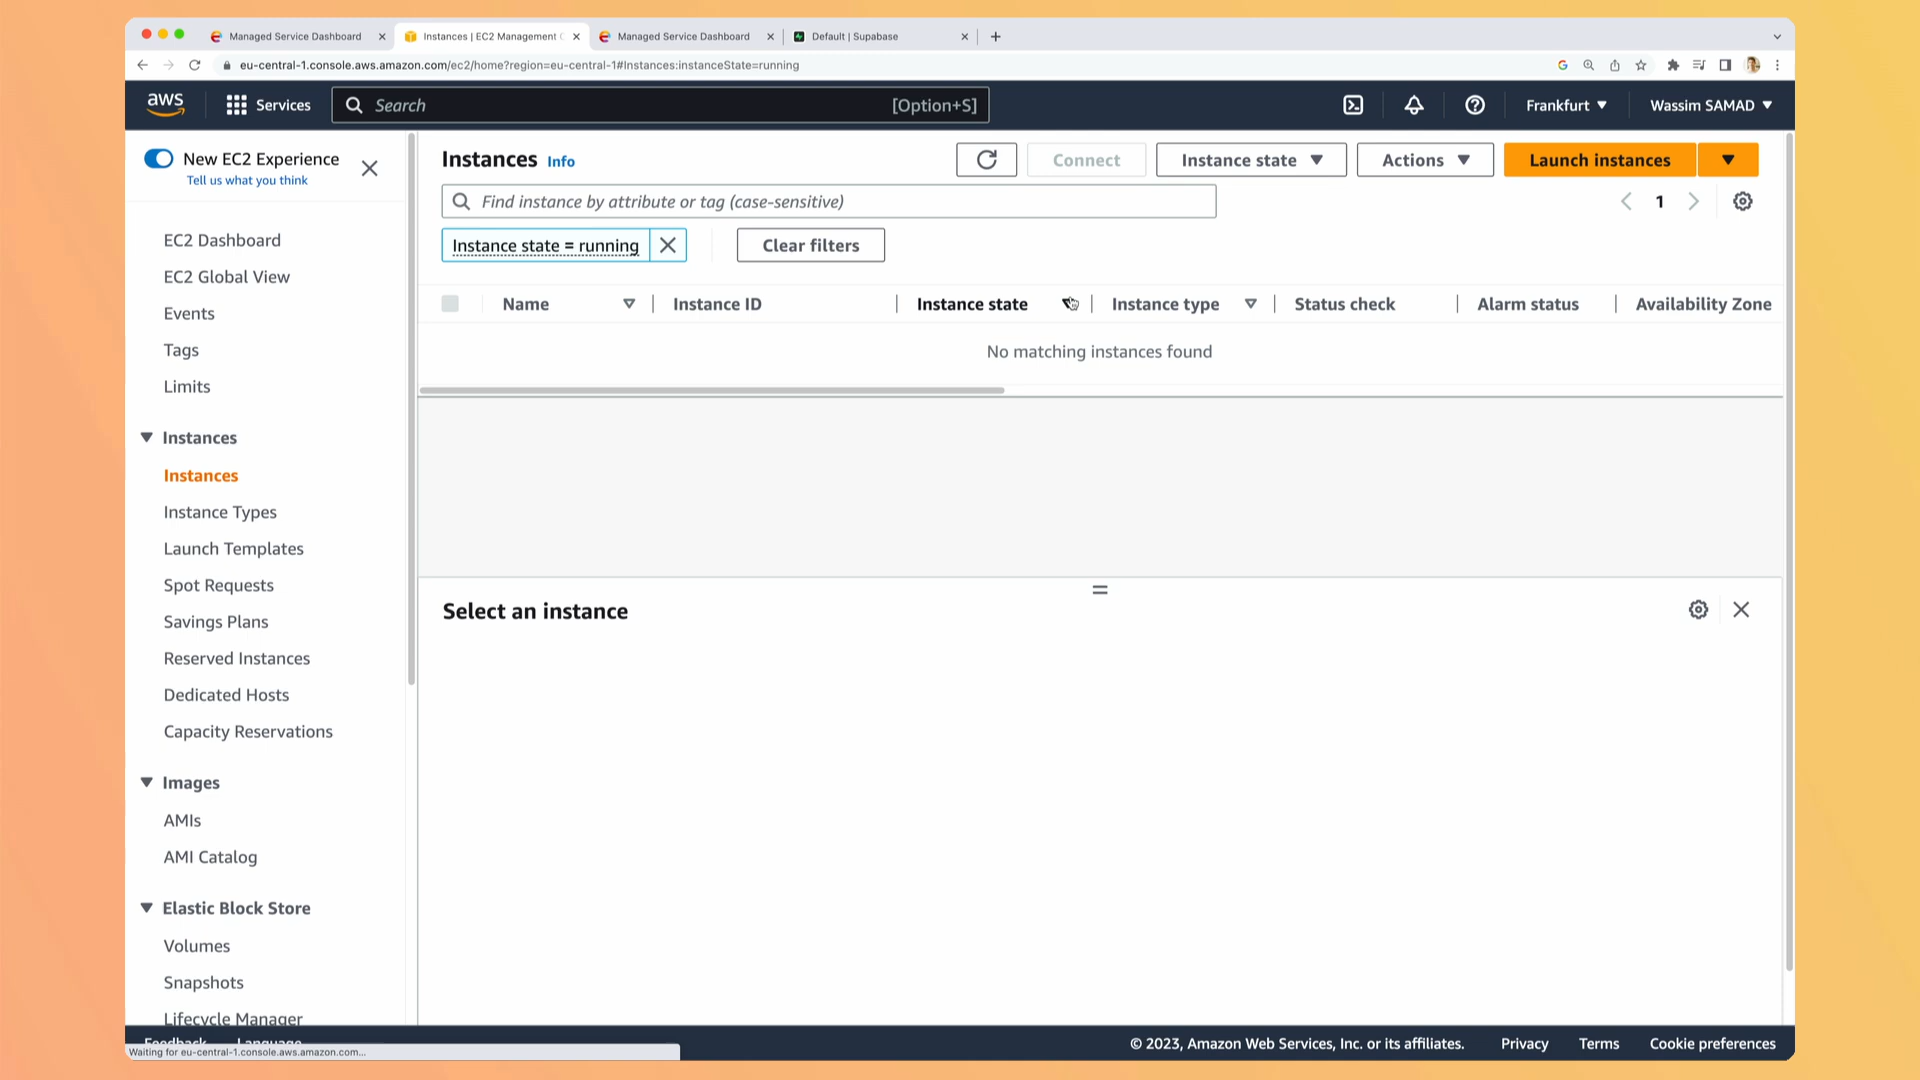 Managed Service Dashboard
Instances | EC2 Management
Managed Service Dashboard
Default | Supabase
eu-central-1.console.aws.amazon.com/ec2/home?region=eu-central-1#Instances:instanceState=running
aws
Services
Search
[Option+S]
Frankfurt
Wassim SAMAD
New EC2 Experience
Tell us what you think
EC2 Dashboard
EC2 Global View
Events
Tags
Limits
Instances
Instances
Instance Types
Launch Templates
Spot Requests
Savings Plans
Reserved Instances
Dedicated Hosts
Capacity Reservations
Images
AMIs
AMI Catalog
Elastic Block Store
Volumes
Snapshots
Lifecycle Manager
Instances Info
Connect
Instance state
Actions
Launch instances
Find instance by attribute or tag (case-sensitive)
1
Instance state = running
Clear filters
Name
Instance ID
Instance state
Instance type
Status check
Alarm status
Availability Zone
No matching instances found
Select an instance
Feedback
Language
Waiting for eu-central-1.console.aws.amazon.com...
© 2023, Amazon Web Services, Inc. or its affiliates.
Privacy
Terms
Cookie preferences